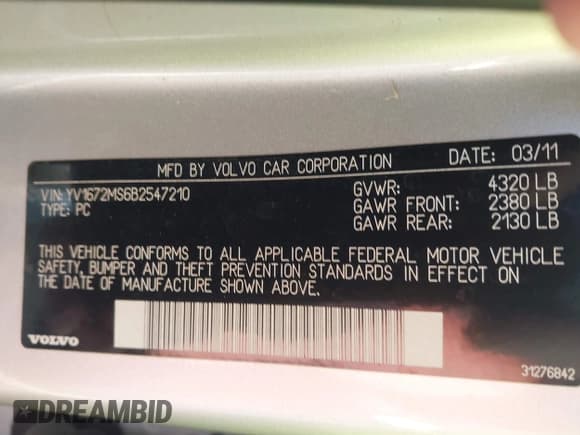 MFD BY VOLVO CAR CORPORATION DATE: 03/11
VIN: YV1672MS6B2547210 GVWR: 4320 LB
TYPE: PC GAWR FRONT: 2380 LB
GAWR REAR: 2130 LB
THIS VEHICLE CONFORMS TO ALL APPLICABLE FEDERAL MOTOR VEHICLE
SAFETY, BUMPER AND THEFT PREVENTION STANDARDS IN EFFECT ON
THE DATE OF MANUFACTURE SHOWN ABOVE.
VOLVO
31276842
DREAMBID